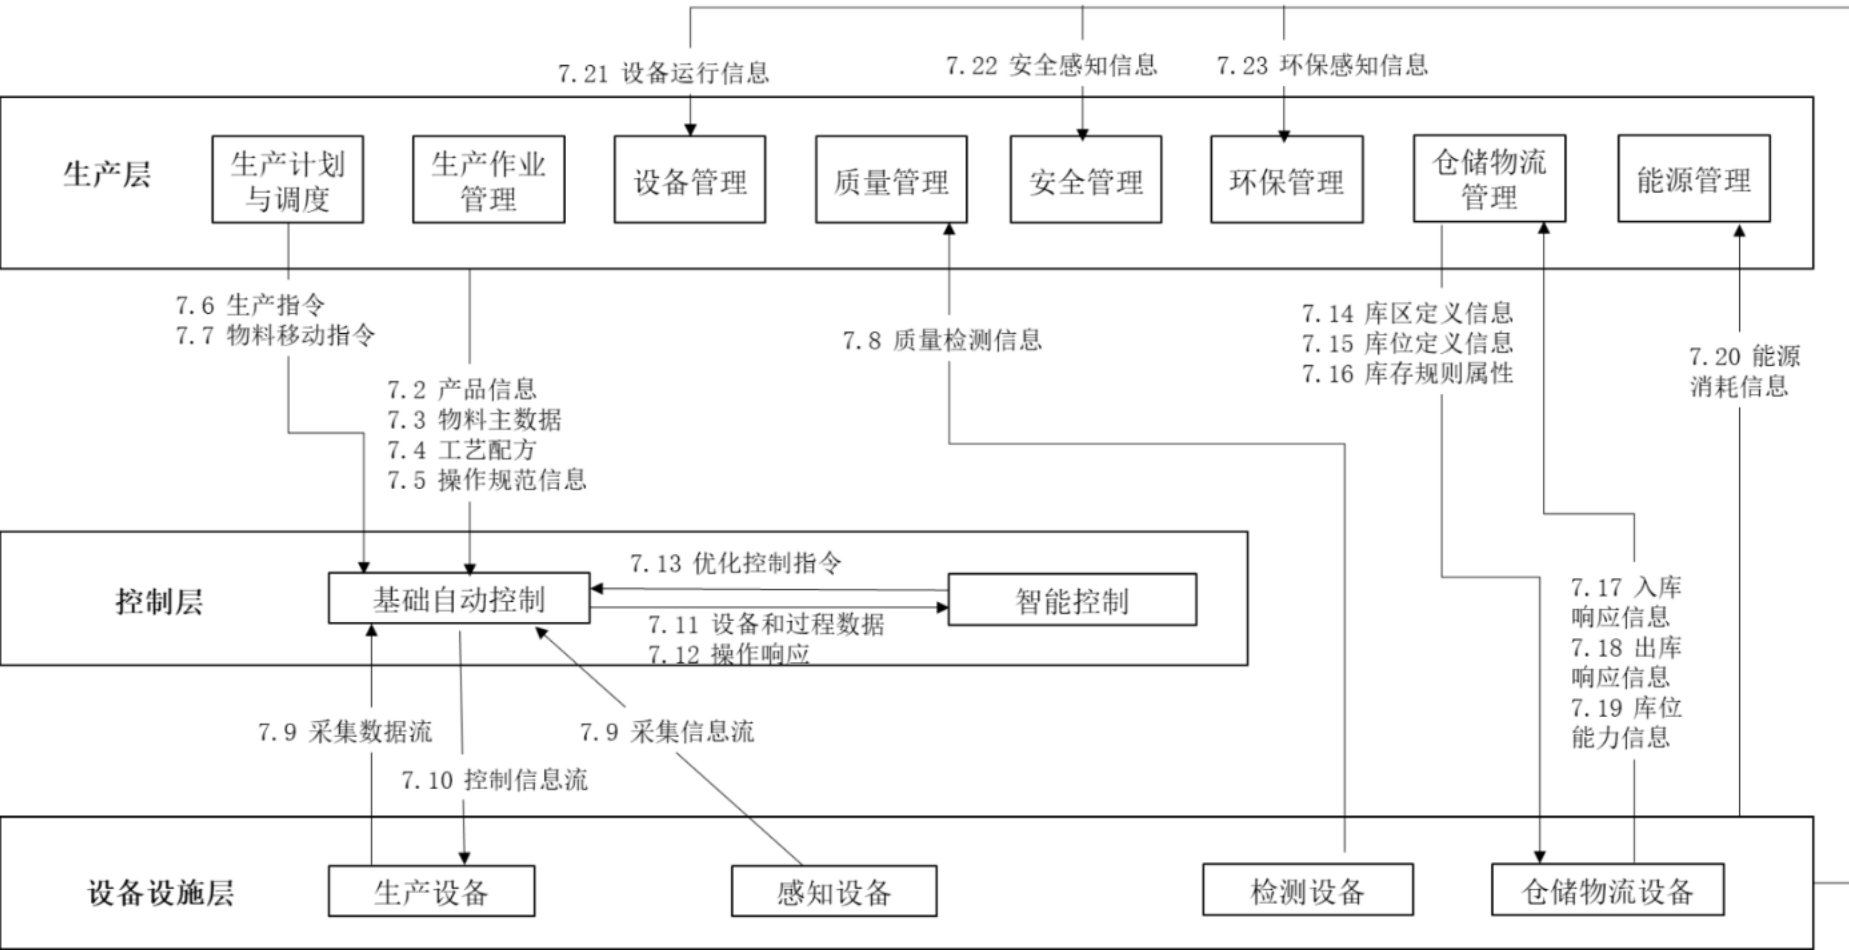 7.21 设备运行信息
7.22 安全感知信息
7.23 环保感知信息
生产层
生产计划
与调度
生产作业
管理
设备管理
质量管理
安全管理
环保管理
仓储物流
管理
能源管理
7.6 生产指令
7.7 物料移动指令
7.2 产品信息
7.3 物料主数据
7.4 工艺配方
7.5 操作规范信息
7.8 质量检测信息
7.14 库区定义信息
7.15 库位定义信息
7.16 库存规则属性
7.20 能源
消耗信息
控制层
基础自动控制
7.13 优化控制指令
7.11 设备和过程数据
7.12 操作响应
智能控制
7.17 入库
响应信息
7.18 出库
响应信息
7.19 库位
能力信息
7.9 采集数据流
7.10 控制信息流
7.9 采集信息流
设备设施层
生产设备
感知设备
检测设备
仓储物流设备